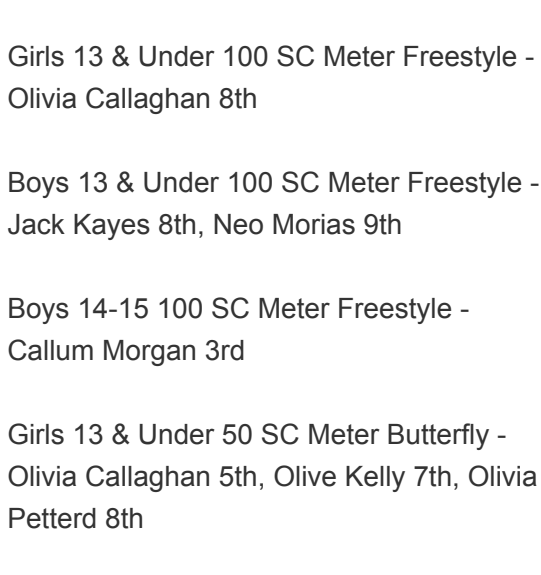 Girls 13 & Under 100 SC Meter Freestyle -
Olivia Callaghan 8th
Boys 13 & Under 100 SC Meter Freestyle -
Jack Kayes 8th, Neo Morias 9th
Boys 14-15 100 SC Meter Freestyle -
Callum Morgan 3rd
Girls 13 & Under 50 SC Meter Butterfly -
Olivia Callaghan 5th, Olive Kelly 7th, Olivia
Petterd 8th